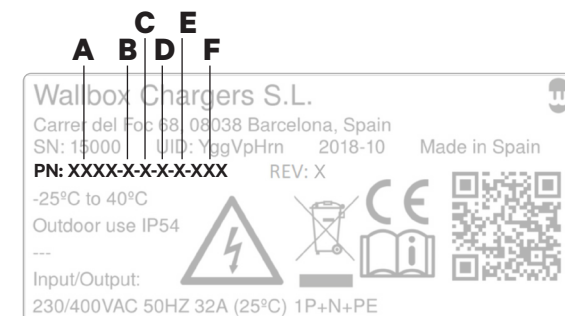 C E
A B D F
Wallbox Chargers S.L.
Carrer del Foc 68, 08038 Barcelona, Spain
SN: 15000 UID: YggVpHrn 2018-10 Made in Spain
PN: XXXX-X-X-X-X-XXX REV: X
-25ºC to 40ºC
Outdoor use IP54
---
Input/Output:
230/400VAC 50HZ 32A (25ºC) 1P+N+PE